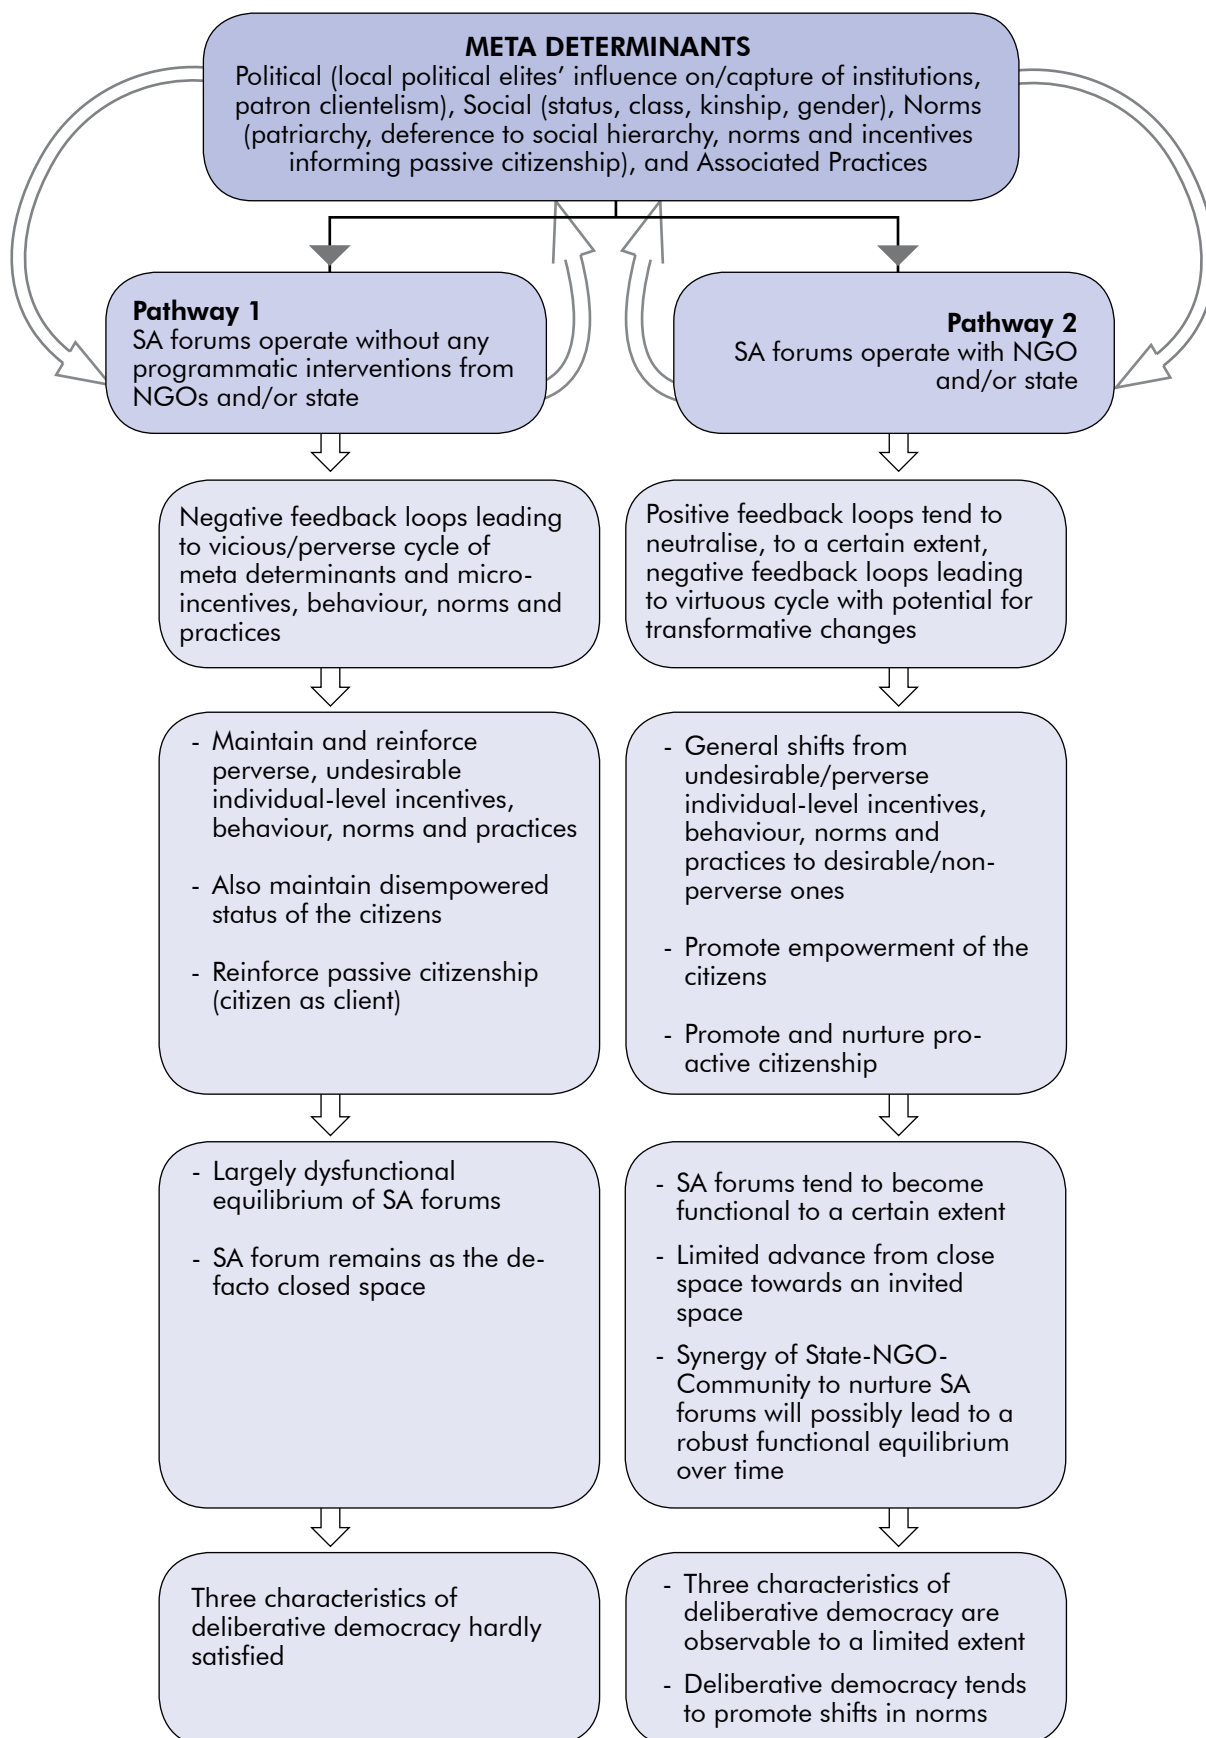 META DETERMINANTS
Political (local political elites’ influence on/capture of institutions,
patron clientelism), Social (status, class, kinship, gender), Norms
(patriarchy, deference to social hierarchy, norms and incentives
informing passive citizenship), and Associated Practices
Pathway 1
SA forums operate without any
programmatic interventions from
NGOs and/or state
Pathway 2
SA forums operate with NGO
and/or state
Negative feedback loops leading
to vicious/perverse cycle of
meta determinants and micro-
incentives, behaviour, norms and
practices
Positive feedback loops tend to
neutralise, to a certain extent,
negative feedback loops leading
to virtuous cycle with potential for
transformative changes
- Maintain and reinforce
perverse, undesirable
individual-level incentives,
behaviour, norms and practices
- Also maintain disempowered
status of the citizens
- Reinforce passive citizenship
(citizen as client)
- General shifts from
undesirable/perverse
individual-level incentives,
behaviour, norms and
practices to desirable/non-
perverse ones
- Promote empowerment of the
citizens
- Promote and nurture pro-
active citizenship
- Largely dysfunctional
equilibrium of SA forums
- SA forum remains as the de-
facto closed space
- SA forums tend to become
functional to a certain extent
- Limited advance from close
space towards an invited
space
- Synergy of State-NGO-
Community to nurture SA
forums will possibly lead to a
robust functional equilibrium
over time
Three characteristics of
deliberative democracy hardly
satisfied
- Three characteristics of
deliberative democracy are
observable to a limited extent
- Deliberative democracy tends
to promote shifts in norms